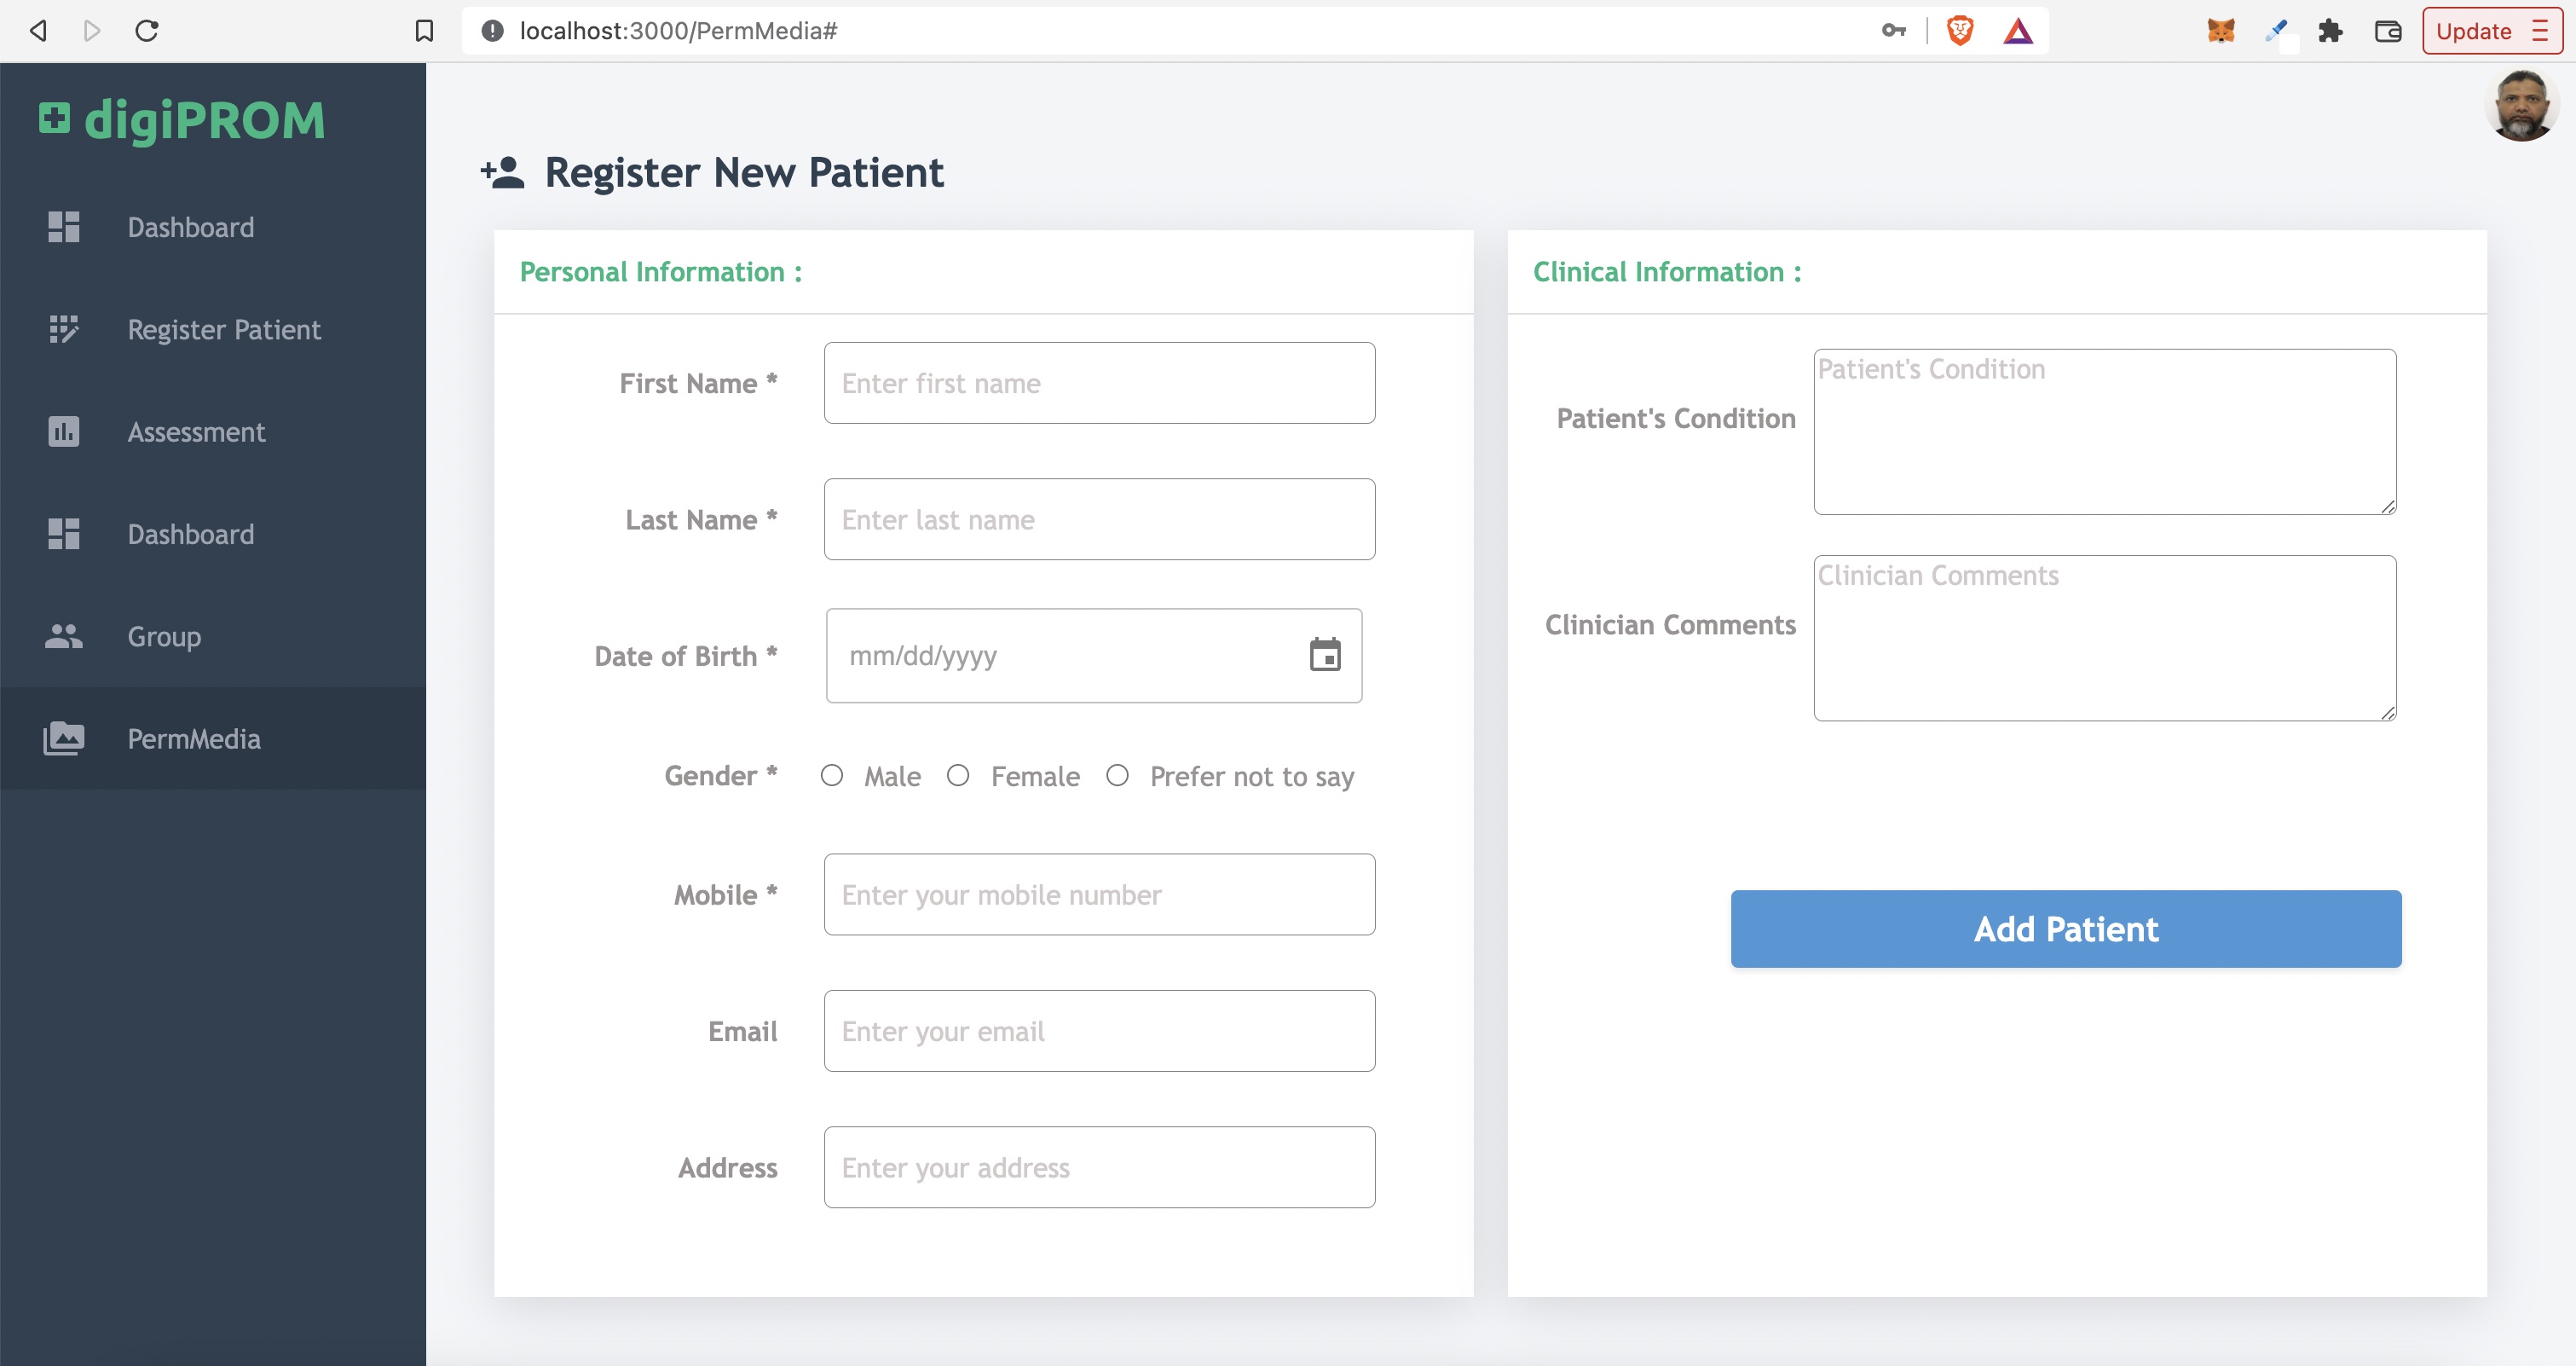 localhost:3000/PermMedia#
Update
digiPROM
Dashboard
Register Patient
Assessment
Dashboard
Group
PermMedia
Register New Patient
Personal Information :
First Name * Enter first name
Last Name * Enter last name
Date of Birth * mm/dd/yyyy
Gender * Male Female Prefer not to say
Mobile * Enter your mobile number
Email Enter your email
Address Enter your address
Clinical Information :
Patient's Condition Patient's Condition
Clinician Comments Clinician Comments
Add Patient